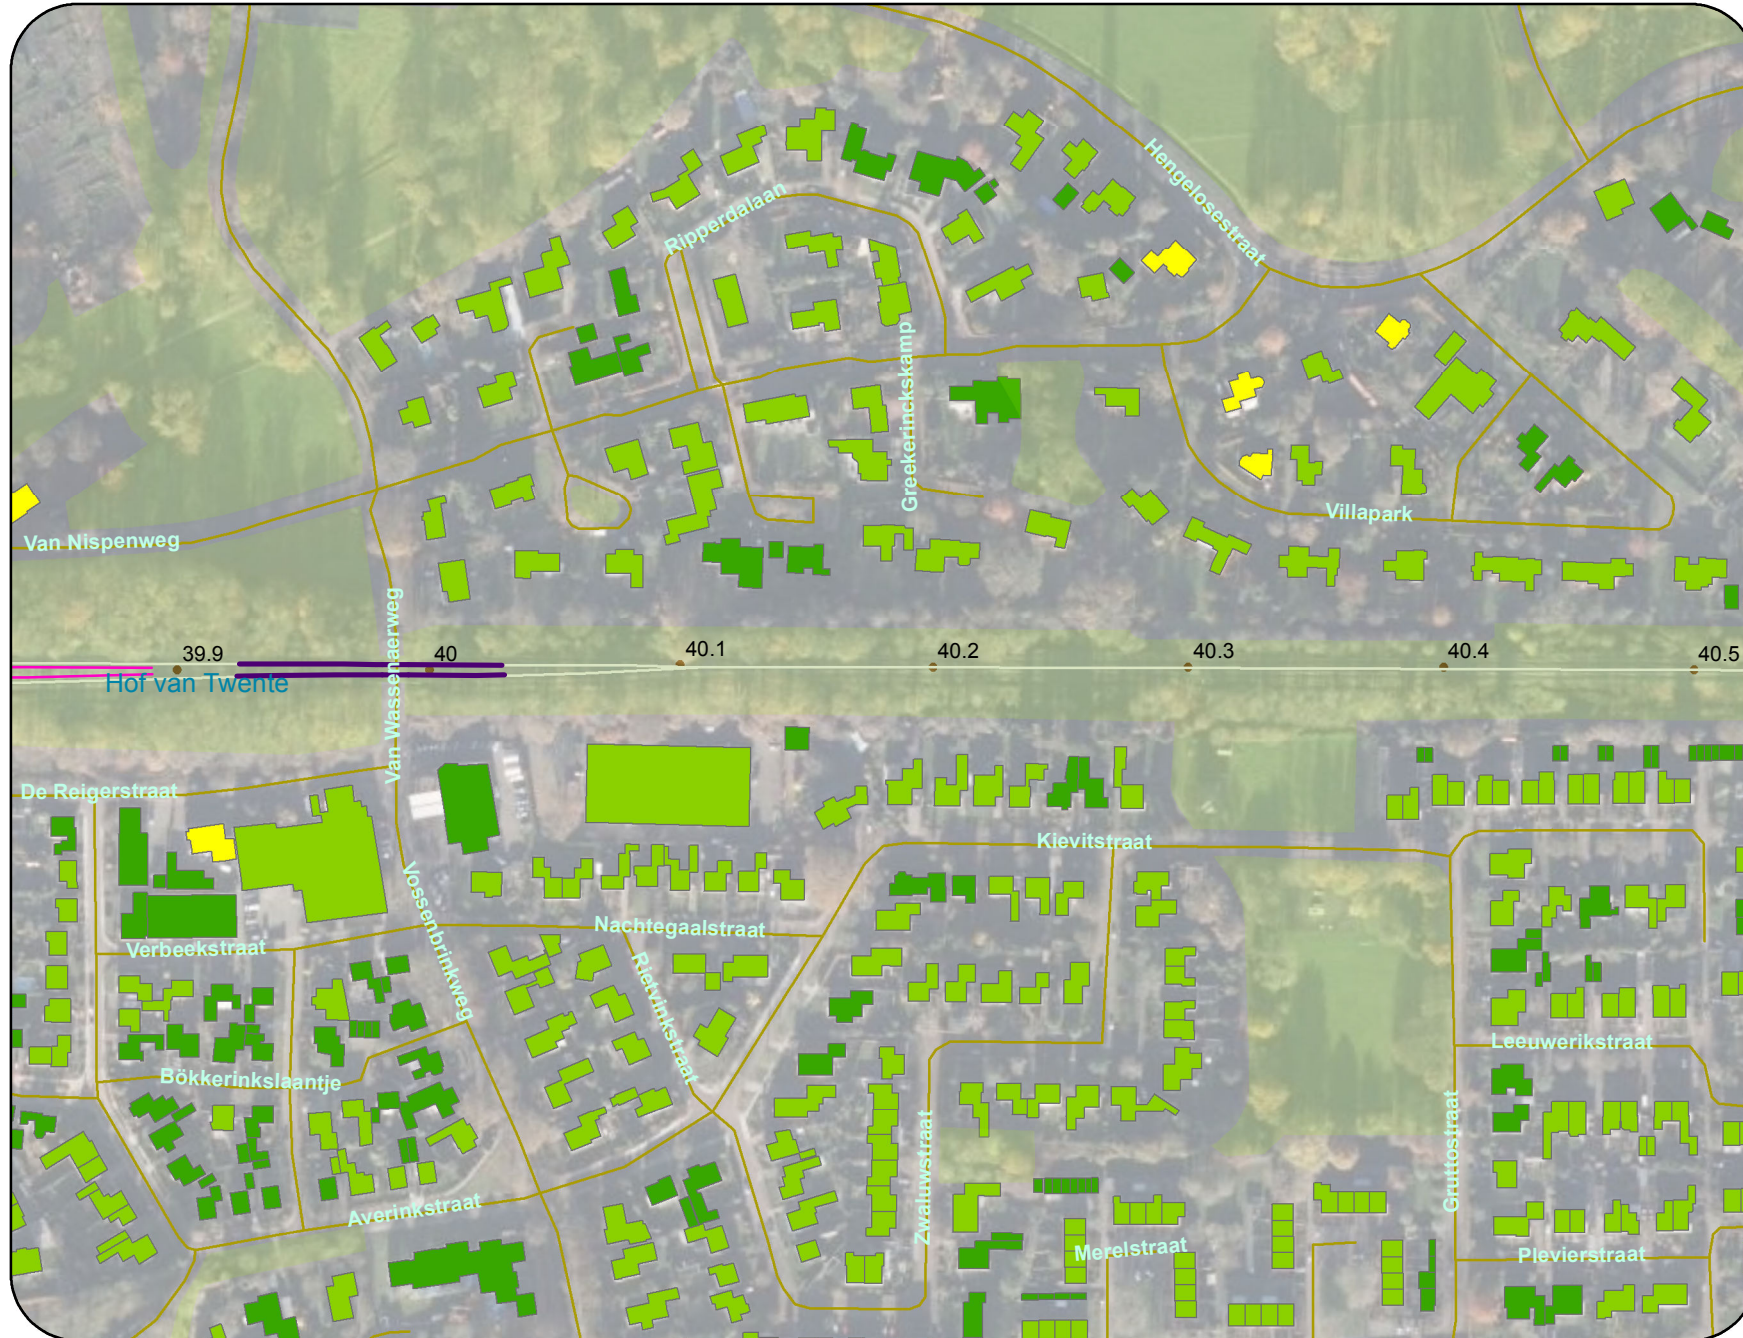 Hengelosestraat
Ripperdalaan
Greekerinckskamp
Villapark
Van Nispenweg
Van Wassenaerweg
39.9
40
40.1
40.2
40.3
40.4
40.5
Hof van Twente
De Reigerstraat
Kievitstraat
Vossenbrinkweg
Nachtegaalstraat
Verbeekstraat
Rietvinkstraat
Leeuwerikstraat
Bökkerinkslaantje
Gruttostraat
Zwaluwstraat
Averinkstraat
Merelstraat
Plevierstraat